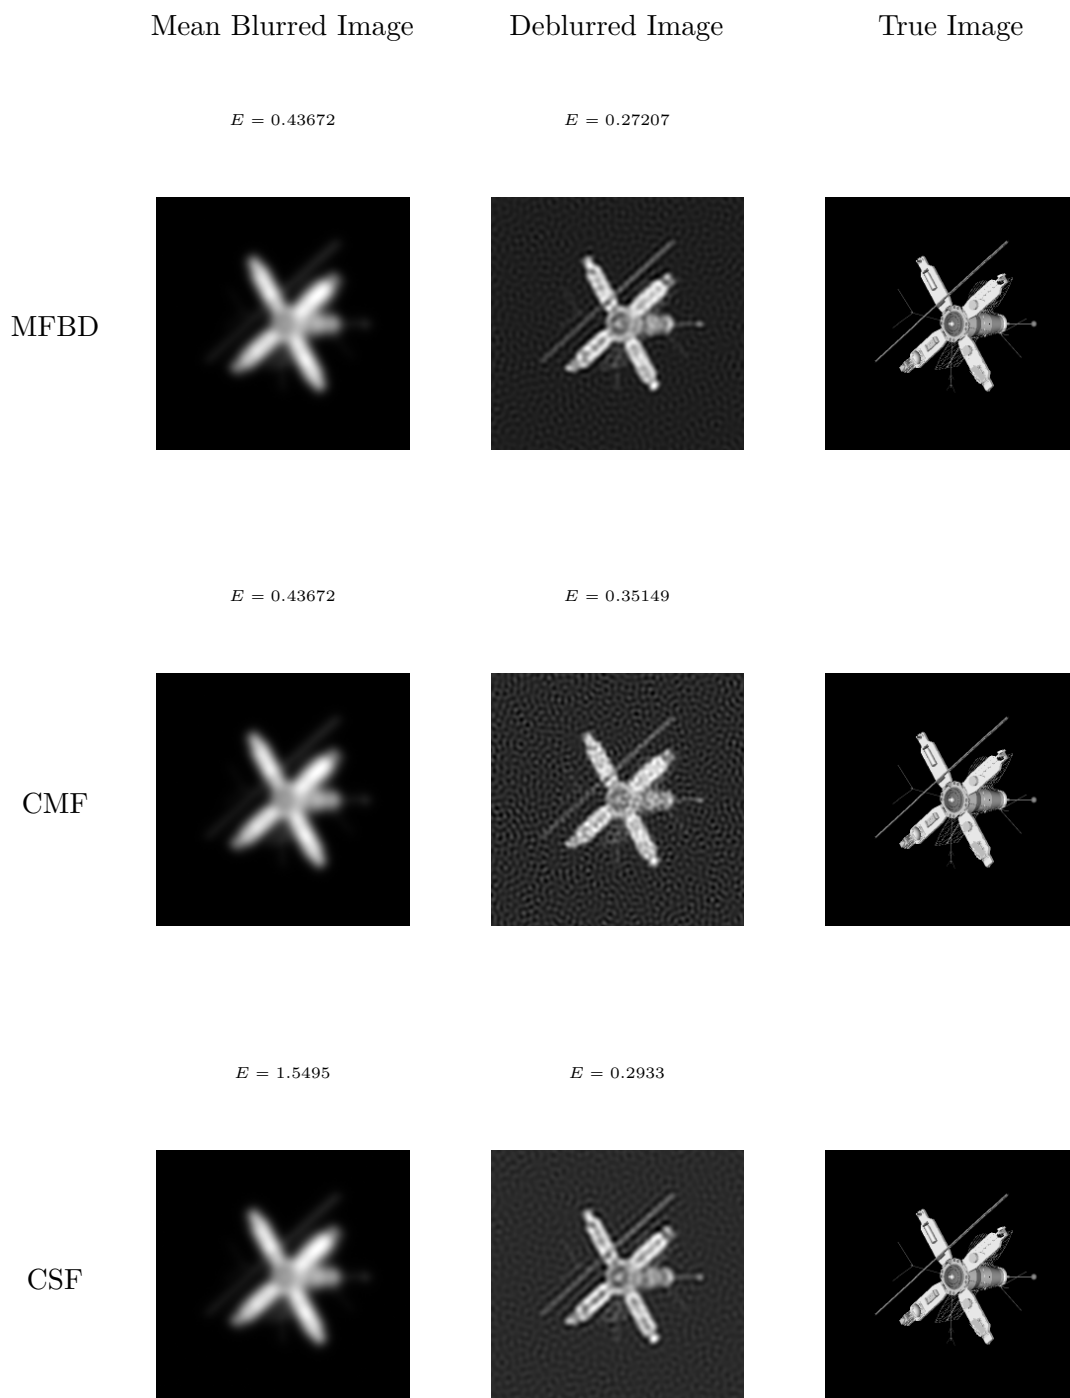 Mean Blurred Image Deblurred Image True Image
E = 0.43672 E = 0.27207
MFBD
E = 0.43672 E = 0.35149
CMF
E = 1.5495 E = 0.2933
CSF